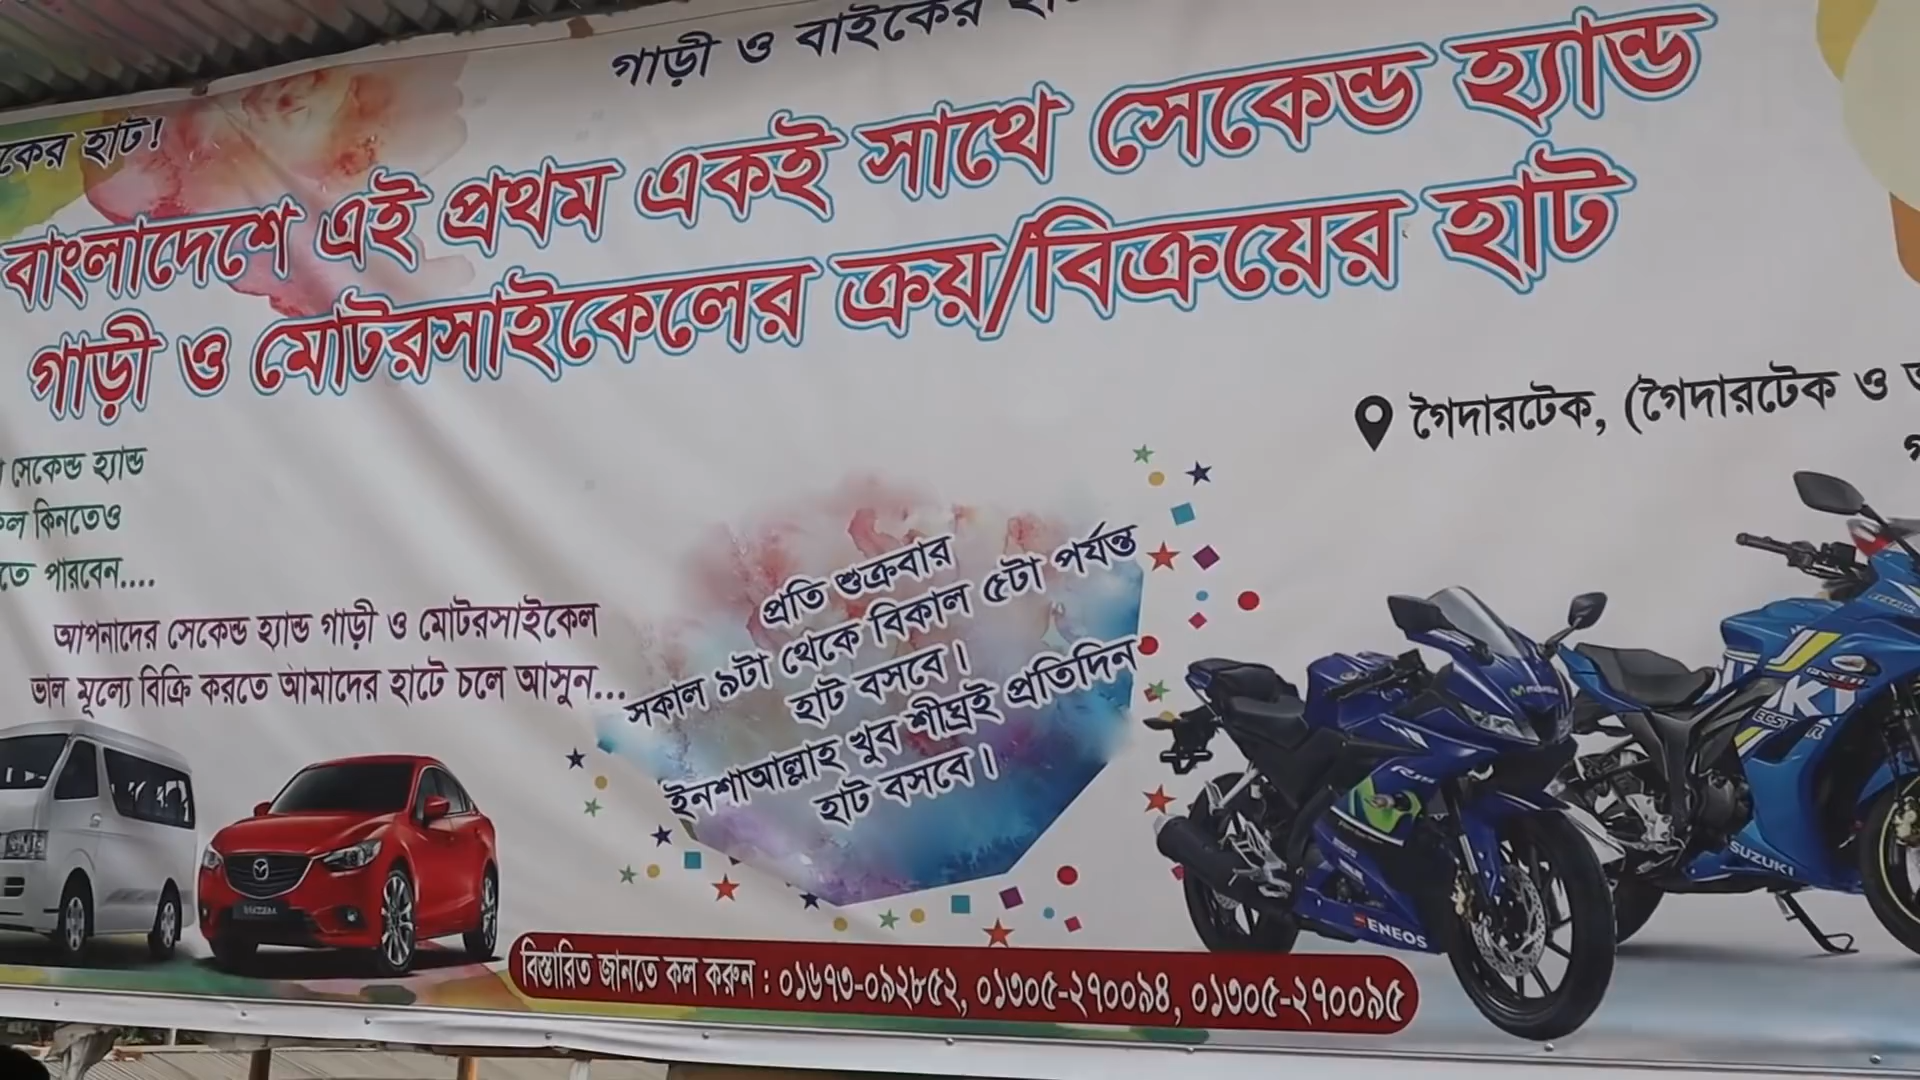 গাড়ী ও বাইকের
হাট!
বাংলাদেশে এই প্রথম একই সাথে সেকেন্ড হ্যান্ড
গাড়ী ও মোটরসাইকেলের ক্রয়/বিক্রয়ের হাট
গৈদারটেক, (গৈদারটেক ও
সেকেন্ড হ্যান্ড
কিনতেও
পারবেন....
আপনাদের সেকেন্ড হ্যান্ড গাড়ী ও মোটরসাইকেল
ভাল মূল্যে বিক্রি করতে আমাদের হাটে চলে আসুন...
প্রতি শুক্রবার
সকাল ৯টা থেকে বিকাল ৫টা পর্যন্ত
হাট বসবে।
ইনশাআল্লাহ খুব শীঘ্রই প্রতিদিন
হাট বসবে।
ENEOS
SUZUKI
বিস্তারিত জানতে কল করুন : ০১৬৭৩-০৯২৮৫২, ০১৩০৫-২৭০০৯৪, ০১৩০৫-২৭০০৯৫